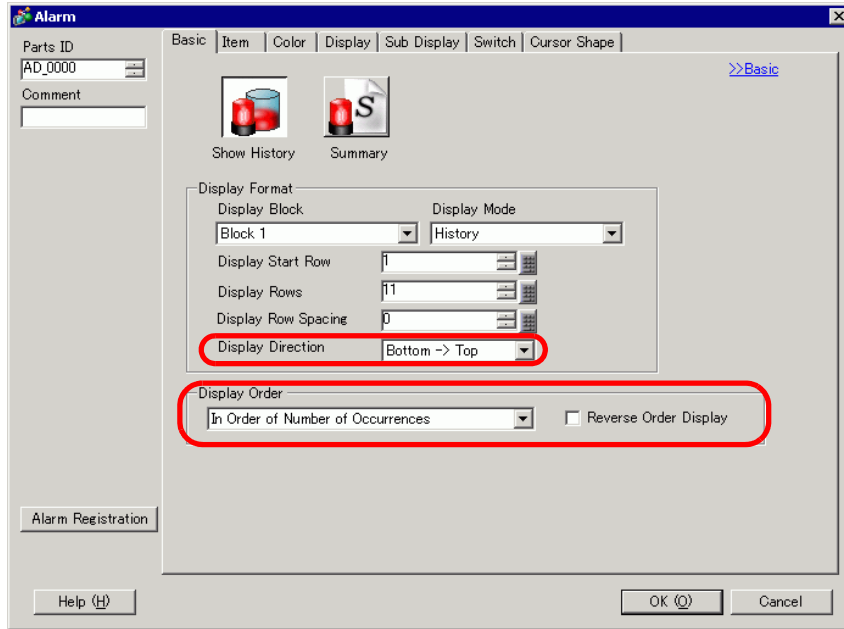 Alarm
Parts ID
AD_0000
Comment
Basic Item Color Display Sub Display Switch Cursor Shape
>>Basic
Show History Summary
Display Format
Display Block Display Mode
Block 1 History
Display Start Row 1
Display Rows 11
Display Row Spacing 0
Display Direction Bottom -> Top
Display Order
In Order of Number of Occurrences Reverse Order Display
Alarm Registration
Help (H) OK (O) Cancel